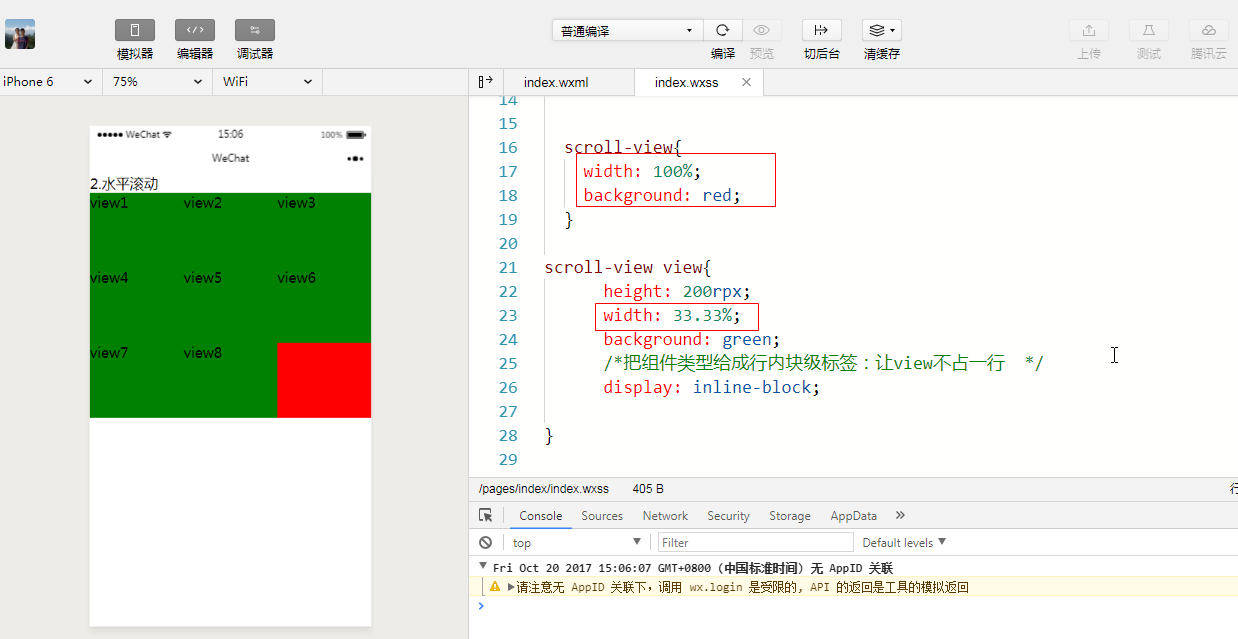 模拟器 编辑器 调试器 普通编译 编译 预览 切后台 清缓存 上传 测试 腾讯云
iPhone 6 75% WiFi index.wxml index.wxss
WeChat 15:06 100%
WeChat
2.水平滚动
view1 view2 view3
view4 view5 view6
view7 view8
14
15
16 scroll-view{
17 width: 100%;
18 background: red;
19 }
20
21 scroll-view view{
22 height: 200rpx;
23 width: 33.33%;
24 background: green;
25 /*把组件类型给成行内块级标签：让view不占一行 */
26 display: inline-block;
27
28 }
29
/pages/index/index.wxss 405 B 行
Console Sources Network Security Storage AppData »
top Filter Default levels
Fri Oct 20 2017 15:06:07 GMT+0800 (中国标准时间) 无 AppID 关联
请注意无 AppID 关联下，调用 wx.login 是受限的, API 的返回是工具的模拟返回